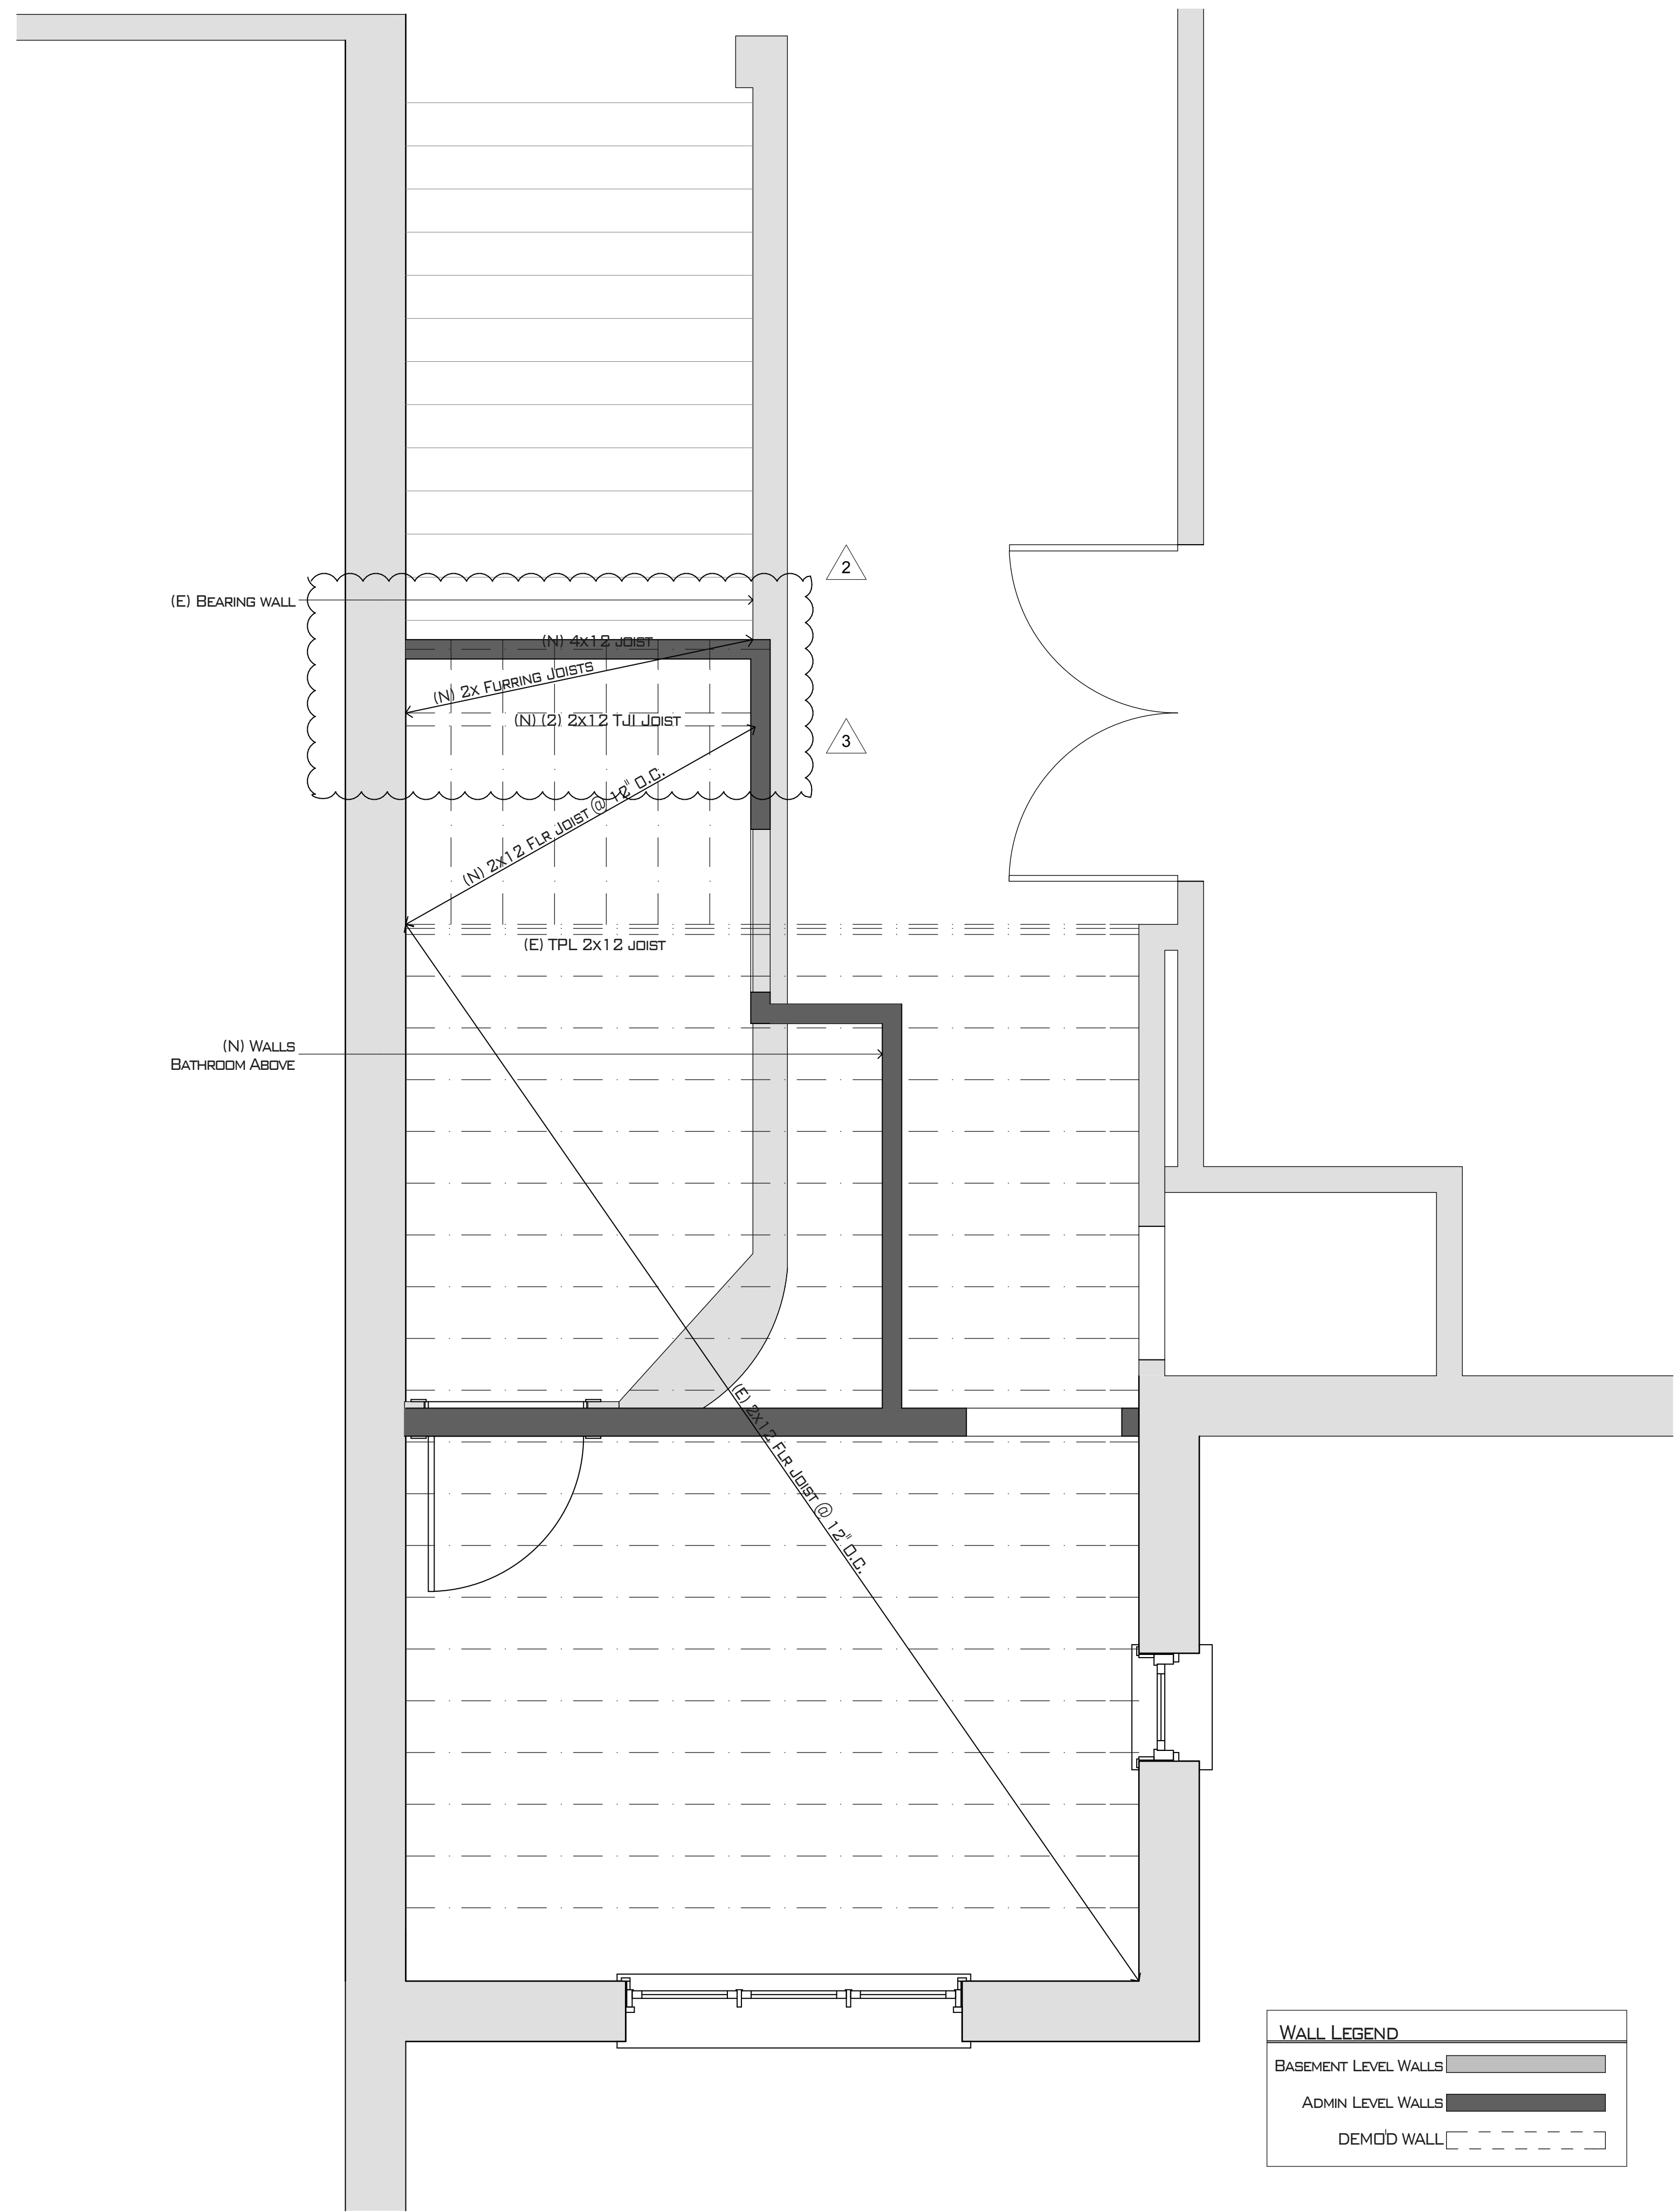 2
(E) Bearing wall
(N) 4x12 joist
(N) 2x Furring Joists
(N) (2) 2x12 TJI Joist
3
(N) 2x12 Flr Joist @ 12" O.C.
(E) TPL 2x12 joist
(N) Walls
Bathroom Above
(E) 2x12 Flr Joist @ 12" O.C.
Wall Legend
Basement Level Walls
Admin Level Walls
DEMO'D WALL